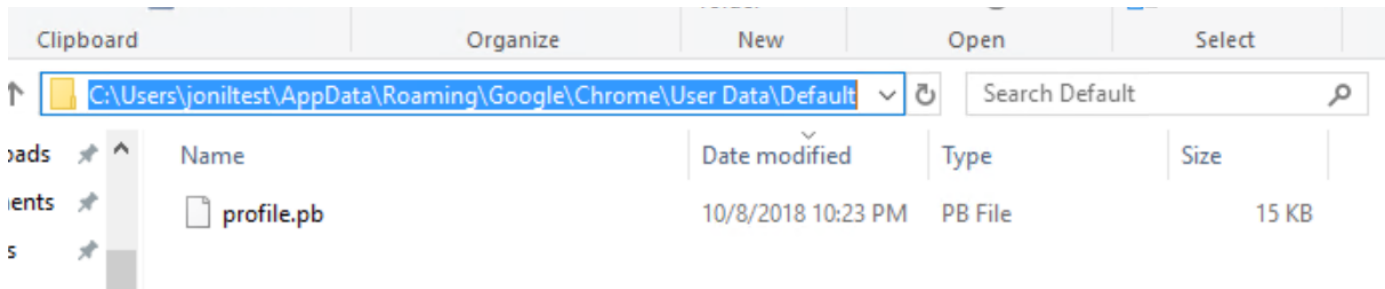 Clipboard Organize New Open Select
C:\Users\joniltest\AppData\Roaming\Google\Chrome\User Data\Default Search Default
Name Date modified Type Size
profile.pb 10/8/2018 10:23 PM PB File 15 KB